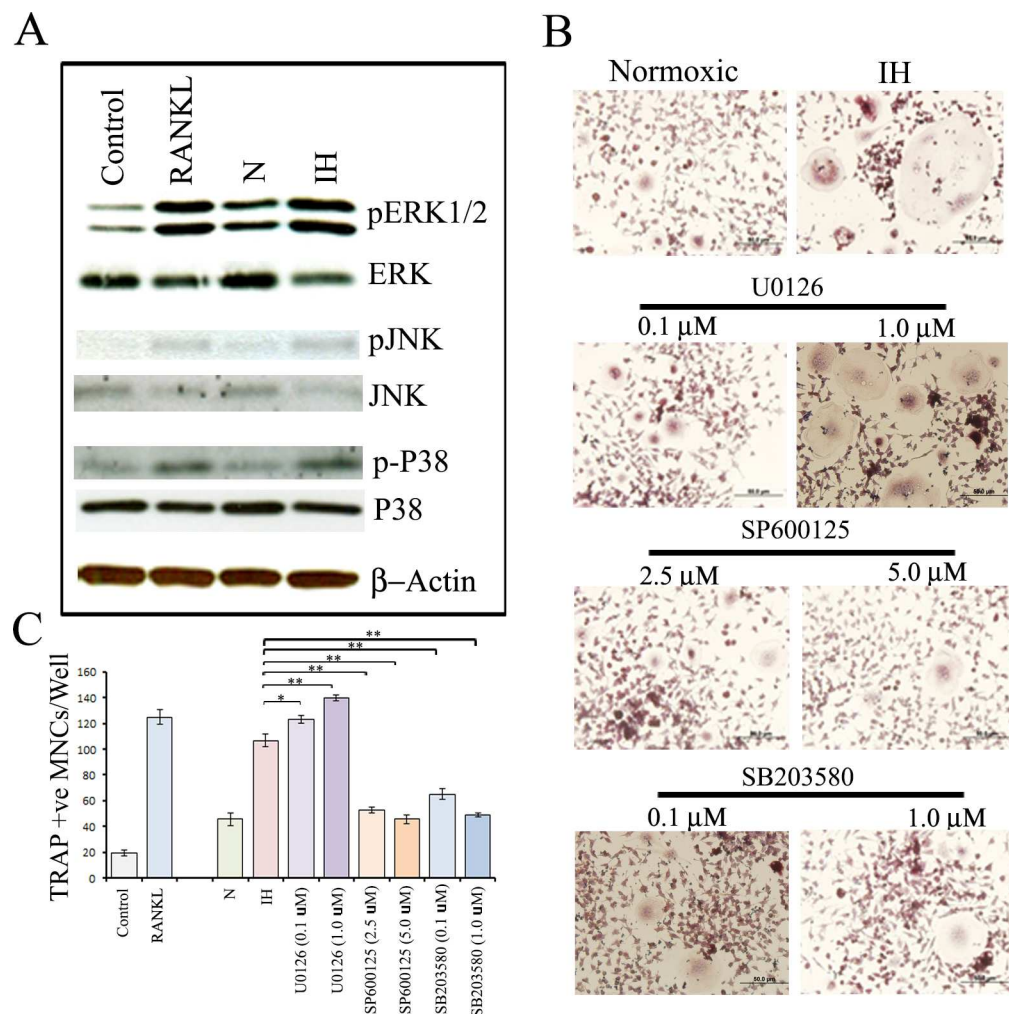 A
Control
RANKL
N
IH
pERK1/2
ERK
pJNK
JNK
p-P38
P38
β–Actin
B
Normoxic
IH
U0126
0.1 µM
1.0 µM
SP600125
2.5 µM
5.0 µM
SB203580
0.1 µM
1.0 µM
50.0 µm
C
TRAP +ve MNCs/Well
160
140
120
100
80
60
40
20
0
*
**
**
**
**
**
Control
RANKL
N
IH
U0126 (0.1 uM)
U0126 (1.0 uM)
SP600125 (2.5 uM)
SP600125 (5.0 uM)
SB203580 (0.1 uM)
SB203580 (1.0 uM)